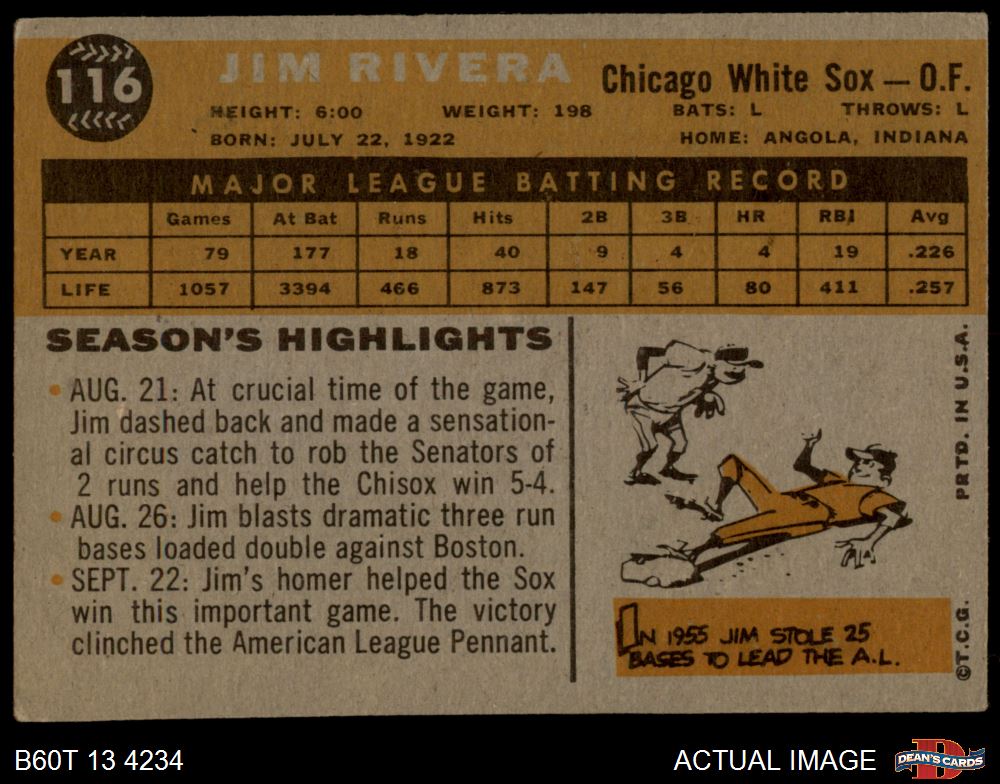 116
JIM RIVERA
Chicago White Sox — O.F.
HEIGHT: 6:00 WEIGHT: 198 BATS: L THROWS: L
BORN: JULY 22, 1922 HOME: ANGOLA, INDIANA
MAJOR LEAGUE BATTING RECORD
Games At Bat Runs Hits 2B 3B HR RBI Avg
YEAR 79 177 18 40 9 4 4 19 .226
LIFE 1057 3394 466 873 147 56 80 411 .257
SEASON'S HIGHLIGHTS
• AUG. 21: At crucial time of the game,
Jim dashed back and made a sensation-
al circus catch to rob the Senators of
2 runs and help the Chisox win 5-4.
• AUG. 26: Jim blasts dramatic three run
bases loaded double against Boston.
• SEPT. 22: Jim's homer helped the Sox
win this important game. The victory
clinched the American League Pennant.
IN 1955 JIM STOLE 25
BASES TO LEAD THE A.L.
PRTD. IN U.S.A.
©T.C.G.
B60T 13 4234
ACTUAL IMAGE
D
DEAN'S CARDS